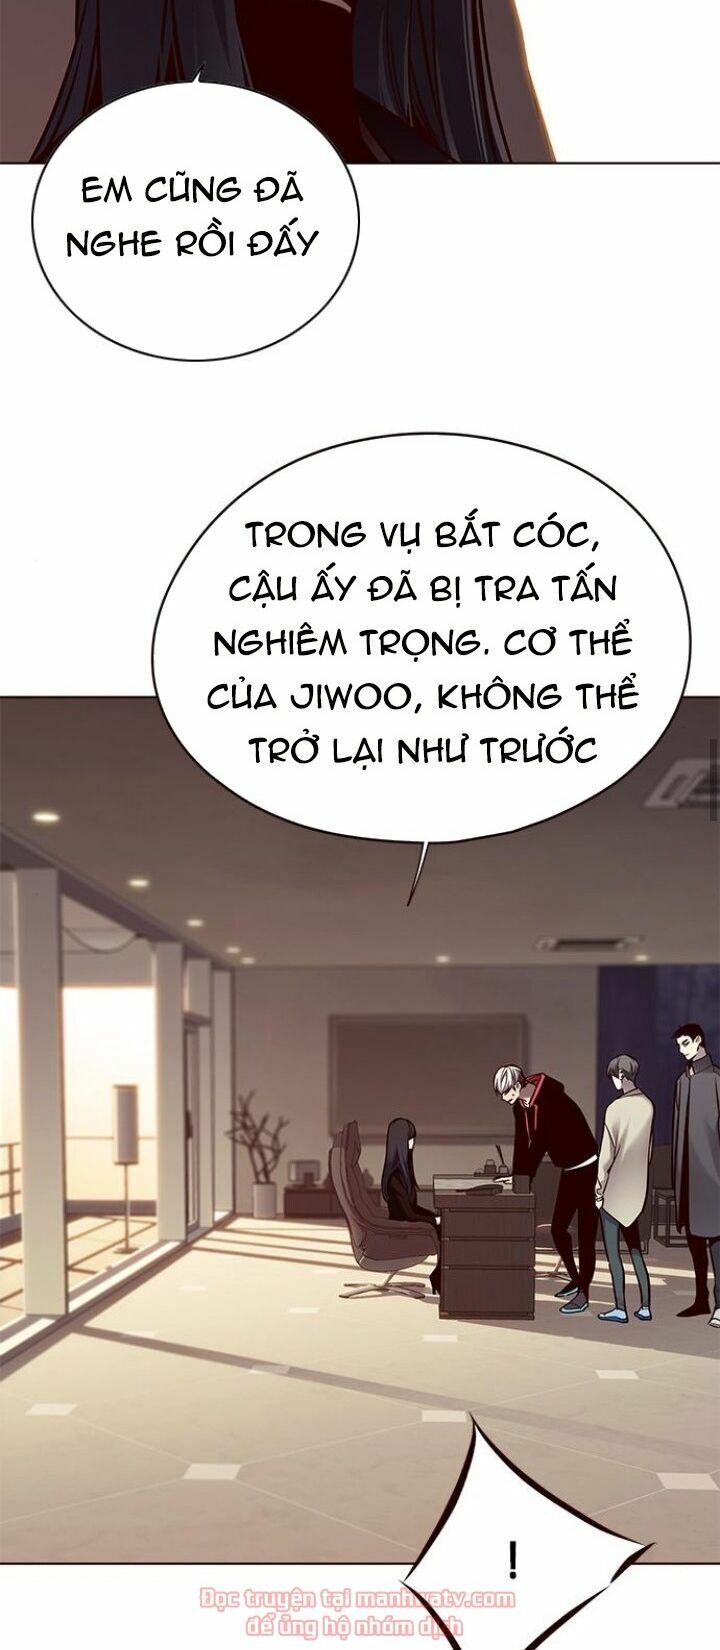 EM CŨNG ĐÃ
NGHE RỒI ĐẤY
TRONG VỤ BẮT CÓC,
CẬU ẤY ĐÃ BỊ TRA TẤN
NGHIÊM TRỌNG. CƠ THỂ
CỦA JIWOO, KHÔNG THỂ
TRỞ LẠI NHƯ TRƯỚC
!
Đọc truyện tại manhwatv.com
để ủng hộ nhóm dịch